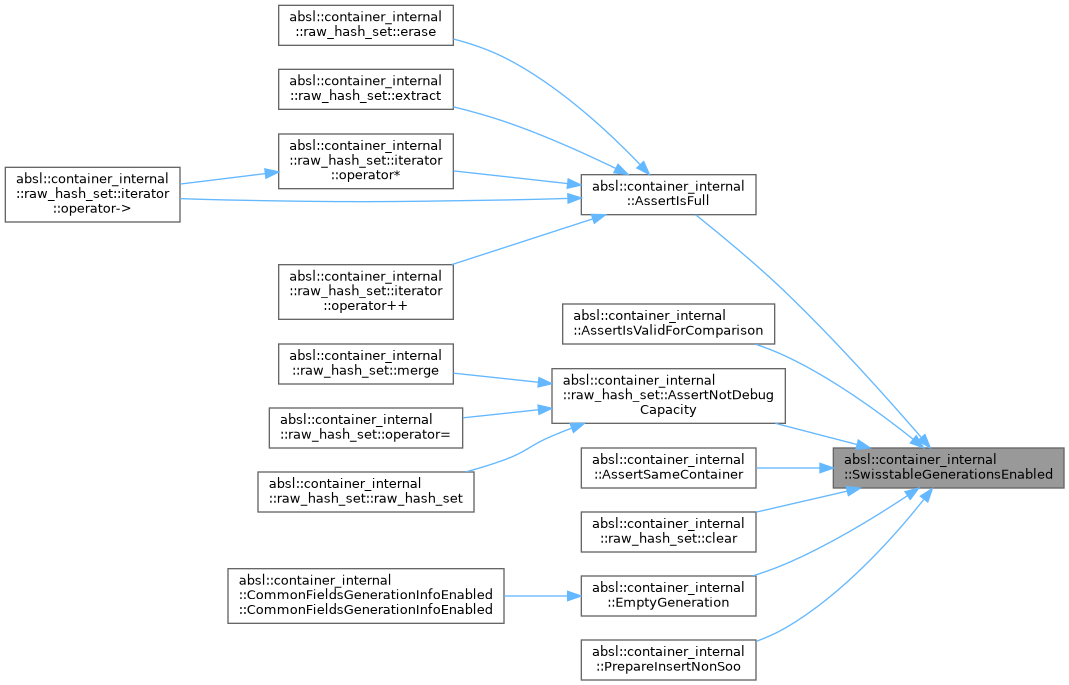 absl::container_internal
::raw_hash_set::erase
absl::container_internal
::raw_hash_set::extract
absl::container_internal
::raw_hash_set::iterator
::operator*
absl::container_internal
::raw_hash_set::iterator
::operator->
absl::container_internal
::AssertIsFull
absl::container_internal
::raw_hash_set::iterator
::operator++
absl::container_internal
::AssertIsValidForComparison
absl::container_internal
::raw_hash_set::merge
absl::container_internal
::raw_hash_set::AssertNotDebug
Capacity
absl::container_internal
::raw_hash_set::operator=
absl::container_internal
::AssertSameContainer
absl::container_internal
::SwisstableGenerationsEnabled
absl::container_internal
::raw_hash_set::raw_hash_set
absl::container_internal
::raw_hash_set::clear
absl::container_internal
::CommonFieldsGenerationInfoEnabled
::CommonFieldsGenerationInfoEnabled
absl::container_internal
::EmptyGeneration
absl::container_internal
::PrepareInsertNonSoo